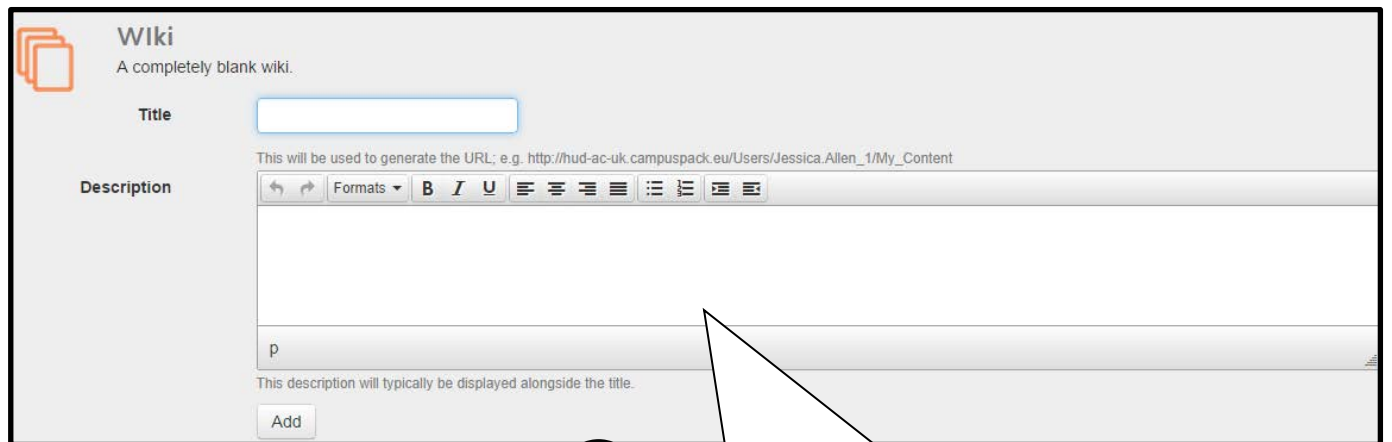 WIki
A completely blank wiki.
Title
This will be used to generate the URL; e.g. http://hud-ac-uk.campuspack.eu/Users/Jessica.Allen_1/My_Content
Description
Formats B I U
p
This description will typically be displayed alongside the title.
Add